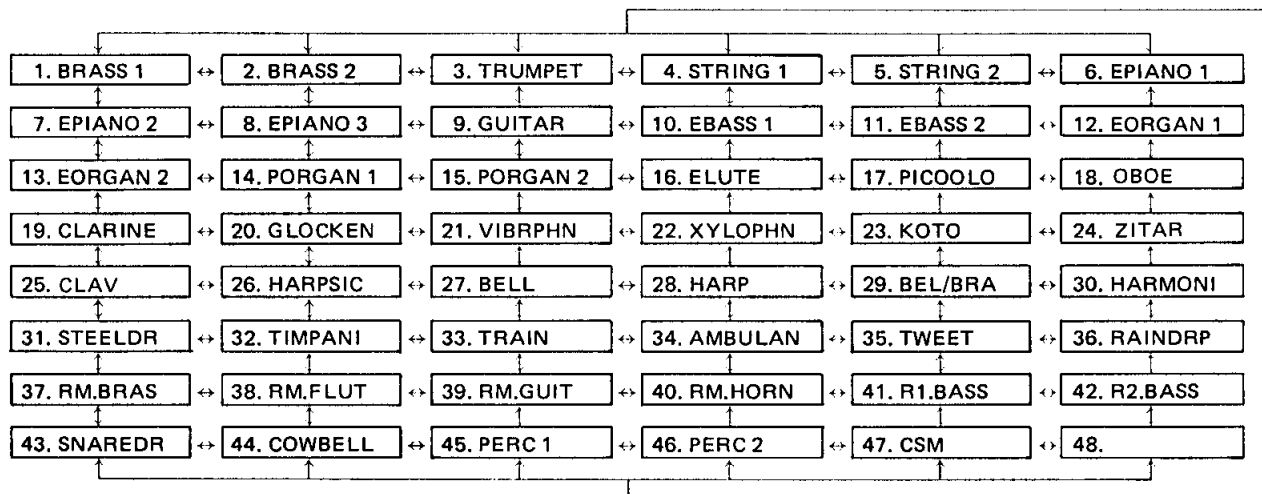 1. BRASS 1 ↔ 2. BRASS 2 ↔ 3. TRUMPET ↔ 4. STRING 1 ↔ 5. STRING 2 ↔ 6. EPIANO 1
7. EPIANO 2 ↔ 8. EPIANO 3 ↔ 9. GUITAR ↔ 10. EBASS 1 ↔ 11. EBASS 2 ↔ 12. EORGAN 1
13. EORGAN 2 ↔ 14. PORGAN 1 ↔ 15. PORGAN 2 ↔ 16. ELUTE ↔ 17. PICOOLO ↔ 18. OBOE
19. CLARINE ↔ 20. GLOCKEN ↔ 21. VIBRPHN ↔ 22. XYLOPHN ↔ 23. KOTO ↔ 24. ZITAR
25. CLAV ↔ 26. HARPSIC ↔ 27. BELL ↔ 28. HARP ↔ 29. BEL/BRA ↔ 30. HARMONI
31. STEELDR ↔ 32. TIMPANI ↔ 33. TRAIN ↔ 34. AMBULAN ↔ 35. TWEET ↔ 36. RAINDRP
37. RM.BRAS ↔ 38. RM.FLUT ↔ 39. RM.GUIT ↔ 40. RM.HORN ↔ 41. R1.BASS ↔ 42. R2.BASS
43. SNAREDR ↔ 44. COWBELL ↔ 45. PERC 1 ↔ 46. PERC 2 ↔ 47. CSM ↔ 48.